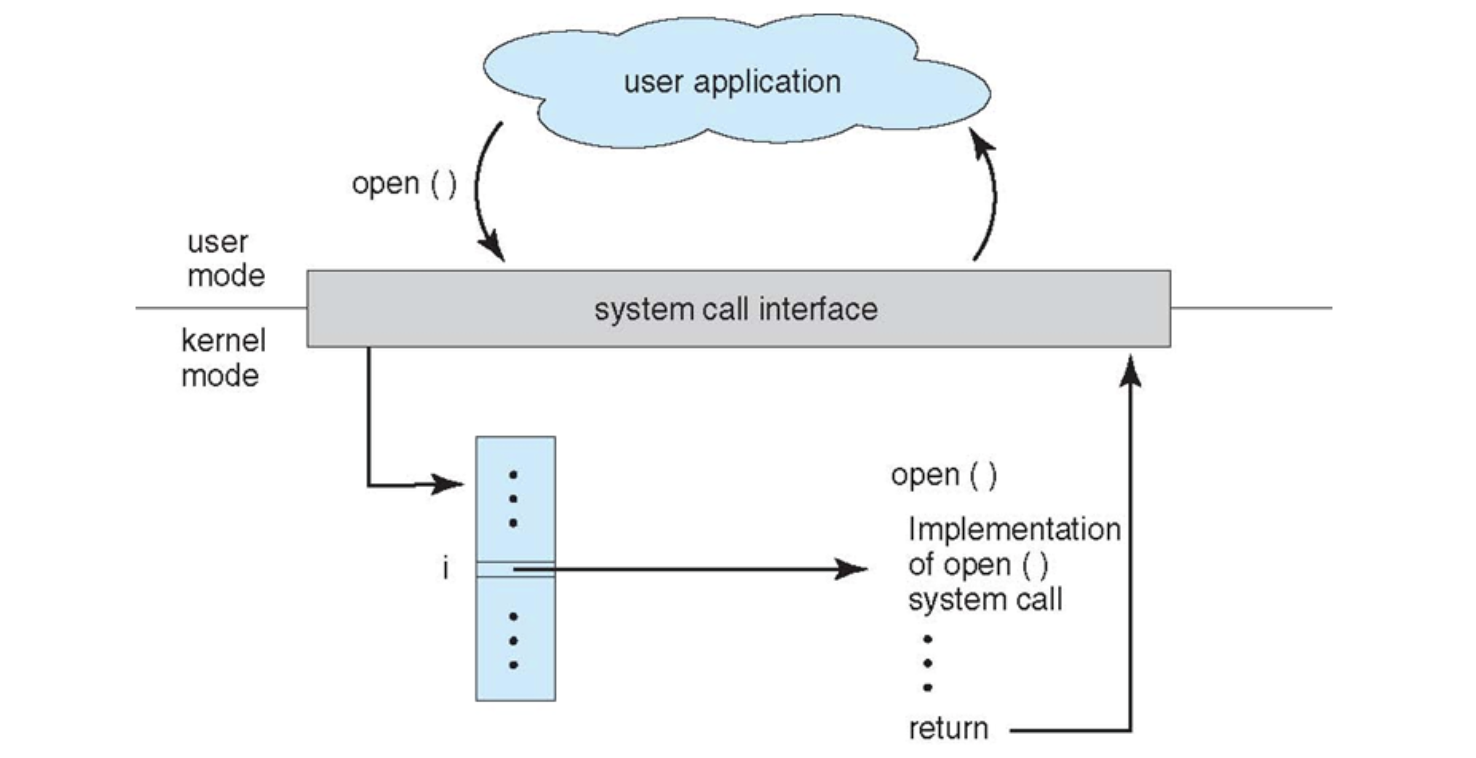 user application
open ( )
user
mode
system call interface
kernel
mode
open ( )
Implementation
of open ( )
system call
i
return